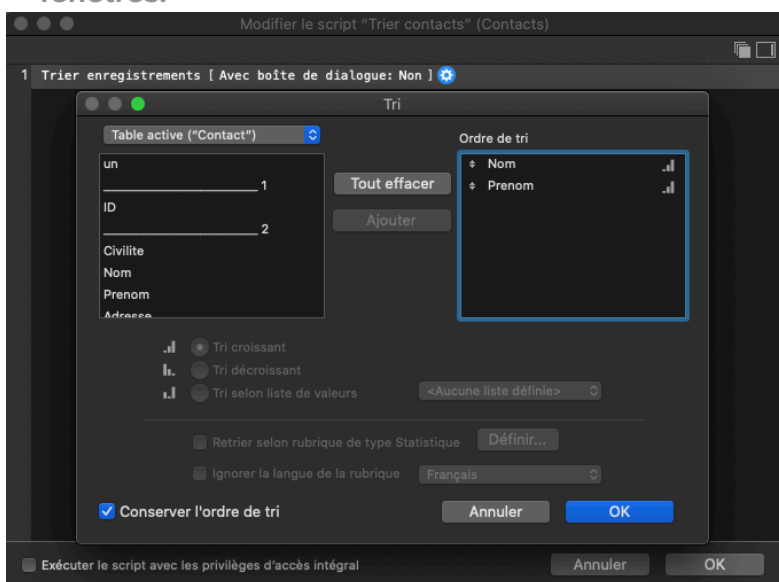 fenêtres.
Modifier le script “Trier contacts” (Contacts)
1 Trier enregistrements [ Avec boîte de dialogue: Non ]
Tri
Table active ("Contact")
Ordre de tri
un
_________________________ 1
ID
_________________________ 2
Civilite
Nom
Prenom
Adresse
Tout effacer
Ajouter
Nom
Prenom
Tri croissant
Tri décroissant
Tri selon liste de valeurs
<Aucune liste définie>
Retrier selon rubrique de type Statistique
Définir...
Ignorer la langue de la rubrique
Français
Conserver l'ordre de tri
Annuler
OK
Exécuter le script avec les privilèges d’accès intégral
Annuler
OK